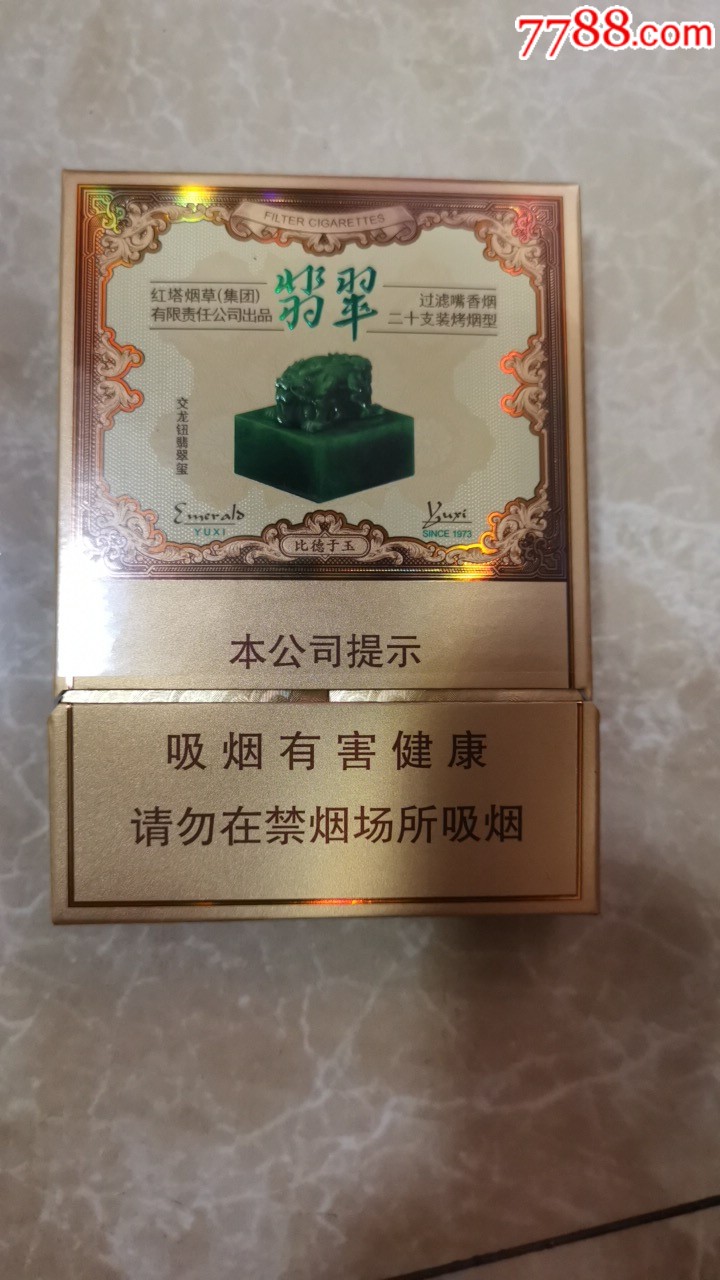 7788.com
FILTER CIGARETTES
翡翠
红塔烟草(集团)
有限责任公司出品
过滤嘴香烟
二十支装烤烟型
交龙钮翡翠玺
Emerald
YUXI
Yuxi
SINCE 1973
比德于玉
本公司提示
吸烟有害健康
请勿在禁烟场所吸烟